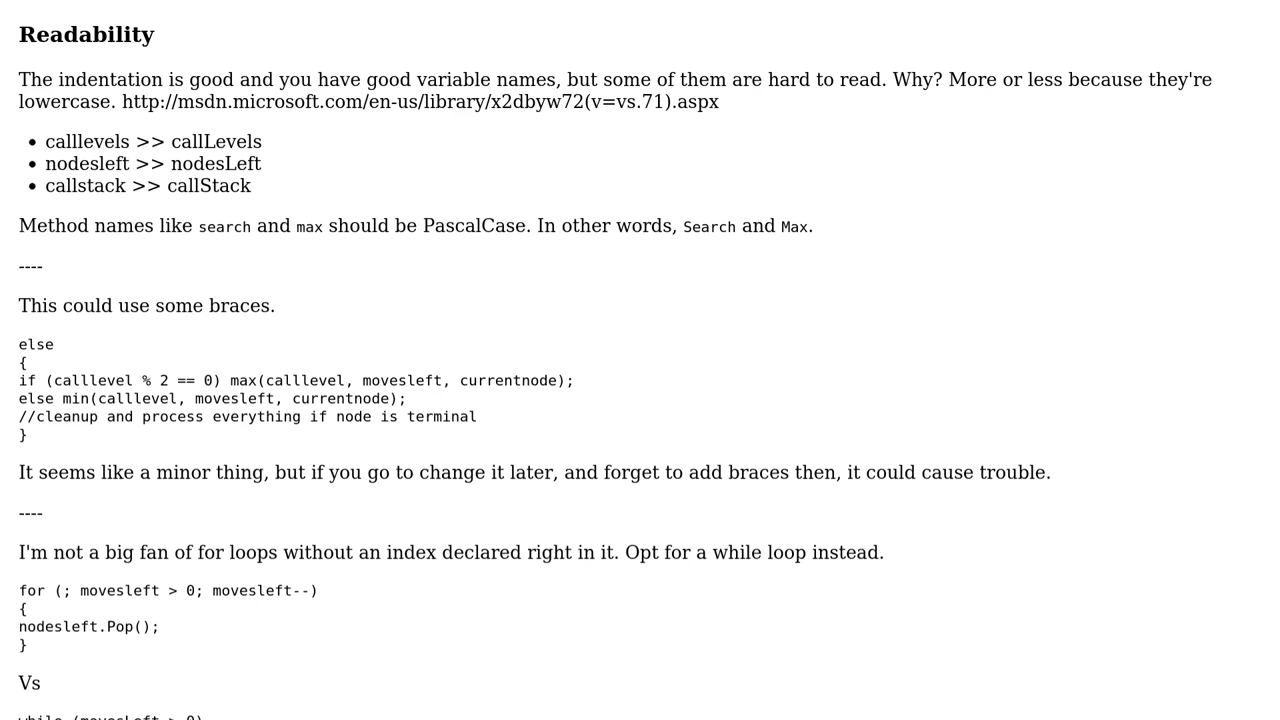 Readability
The indentation is good and you have good variable names, but some of them are hard to read. Why? More or less because they're
lowercase. http://msdn.microsoft.com/en-us/library/x2dbyw72(v=vs.71).aspx
• calllevels >> callLevels
• nodesleft >> nodesLeft
• callstack >> callStack
Method names like search and max should be PascalCase. In other words, Search and Max.
----
This could use some braces.
else
{
if (calllevel % 2 == 0) max(calllevel, movesleft, currentnode);
else min(calllevel, movesleft, currentnode);
//cleanup and process everything if node is terminal
}
It seems like a minor thing, but if you go to change it later, and forget to add braces then, it could cause trouble.
----
I'm not a big fan of for loops without an index declared right in it. Opt for a while loop instead.
for (; movesleft > 0; movesleft--)
{
nodesleft.Pop();
}
Vs
while (movesLeft > 0)